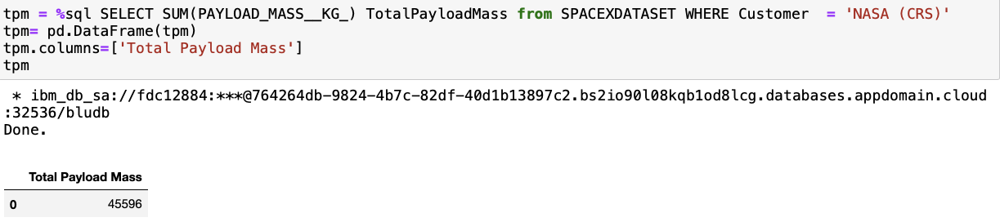 tpm = %sql SELECT SUM(PAYLOAD_MASS__KG_) TotalPayloadMass from SPACEXDATASET WHERE Customer  = 'NASA (CRS)'
tpm= pd.DataFrame(tpm)
tpm.columns=['Total Payload Mass']
tpm
* ibm_db_sa://fdc12884:***@764264db-9824-4b7c-82df-40d1b13897c2.bs2io90l08kqb1od8lcg.databases.appdomain.cloud
:32536/bludb
Done.
Total Payload Mass
0 45596